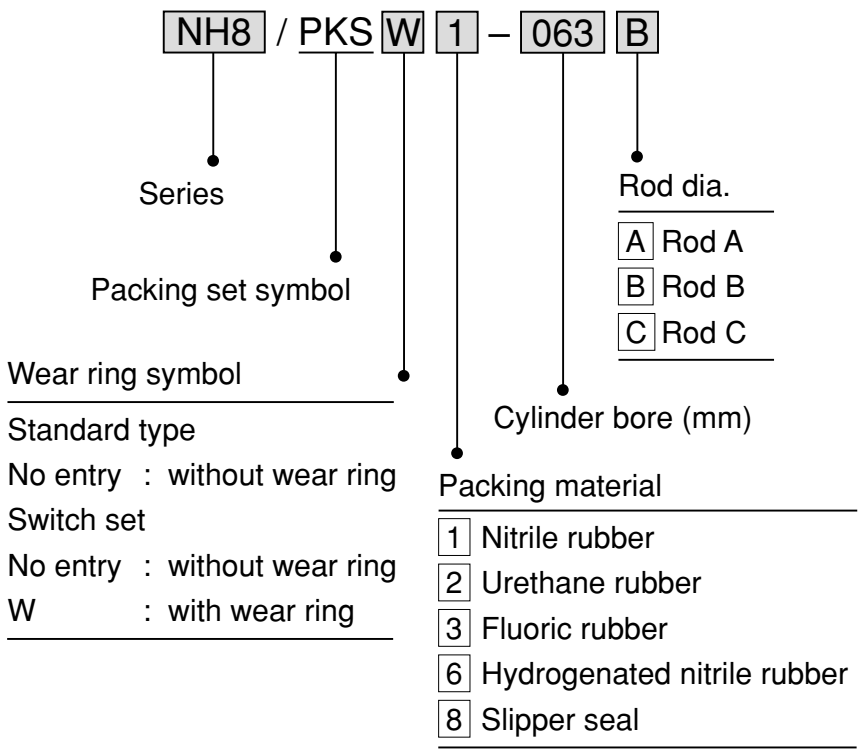 NH8 / PKS W 1 – 063 B
Series
Packing set symbol
Wear ring symbol
Standard type
No entry : without wear ring
Switch set
No entry : without wear ring
W : with wear ring
Packing material
1 Nitrile rubber
2 Urethane rubber
3 Fluoric rubber
6 Hydrogenated nitrile rubber
8 Slipper seal
Cylinder bore (mm)
Rod dia.
A Rod A
B Rod B
C Rod C